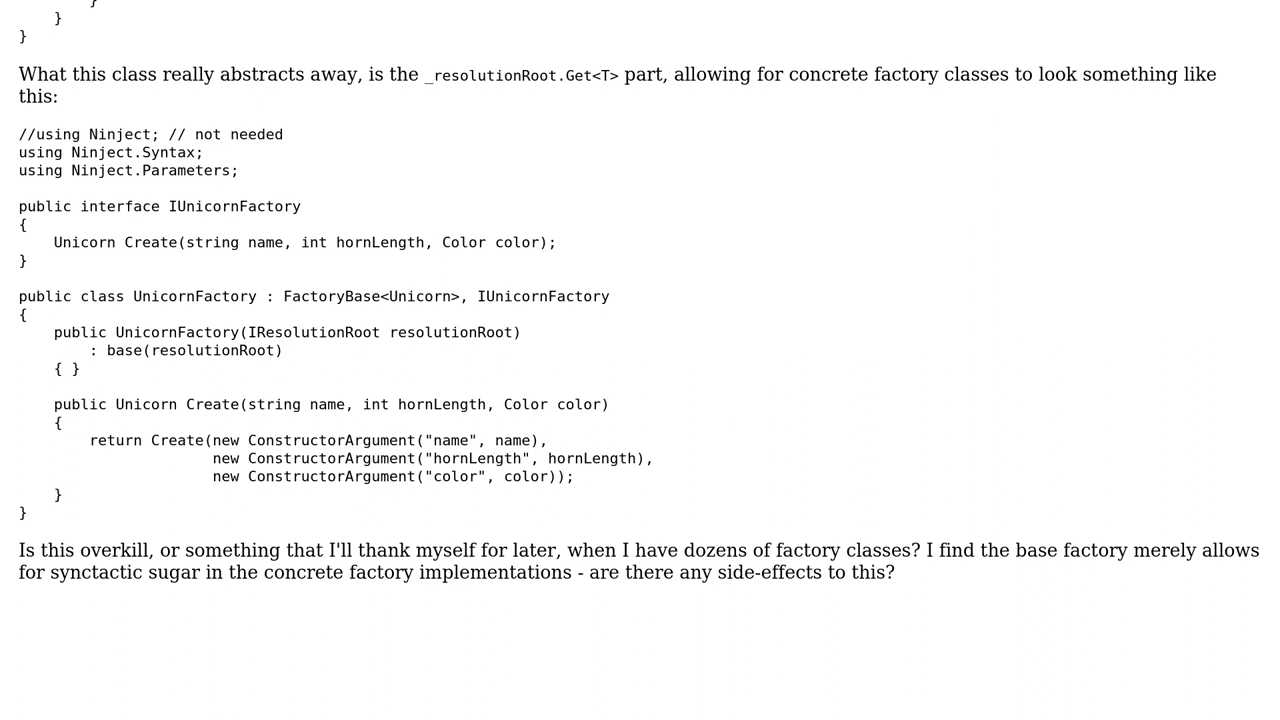 }
}
}
What this class really abstracts away, is the _resolutionRoot.Get<T> part, allowing for concrete factory classes to look something like
this:
//using Ninject; // not needed
using Ninject.Syntax;
using Ninject.Parameters;
public interface IUnicornFactory
{
    Unicorn Create(string name, int hornLength, Color color);
}
public class UnicornFactory : FactoryBase<Unicorn>, IUnicornFactory
{
    public UnicornFactory(IResolutionRoot resolutionRoot)
        : base(resolutionRoot)
    { }
    public Unicorn Create(string name, int hornLength, Color color)
    {
        return Create(new ConstructorArgument("name", name),
                      new ConstructorArgument("hornLength", hornLength),
                      new ConstructorArgument("color", color));
    }
}
Is this overkill, or something that I'll thank myself for later, when I have dozens of factory classes? I find the base factory merely allows
for synctactic sugar in the concrete factory implementations - are there any side-effects to this?